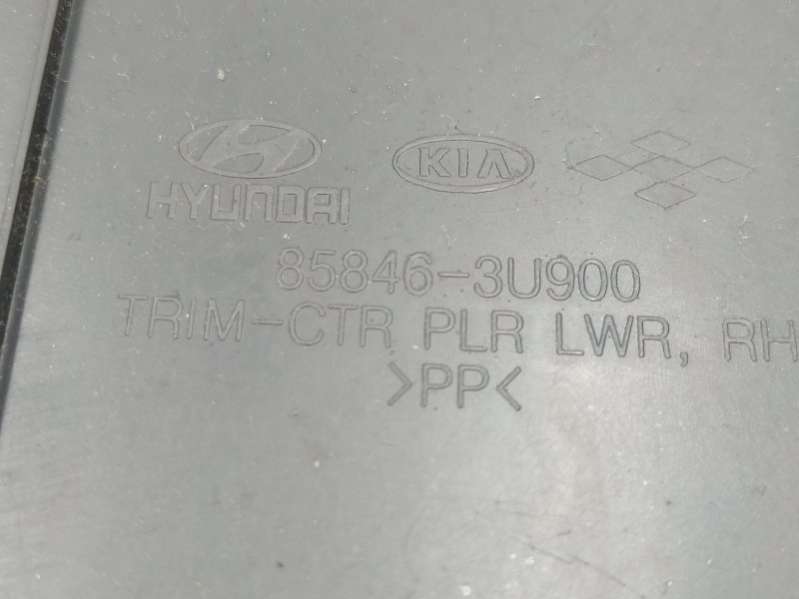 HYUNDAI KIA
85846-3U900
TRIM-CTR PLR LWR, RH
>PP<